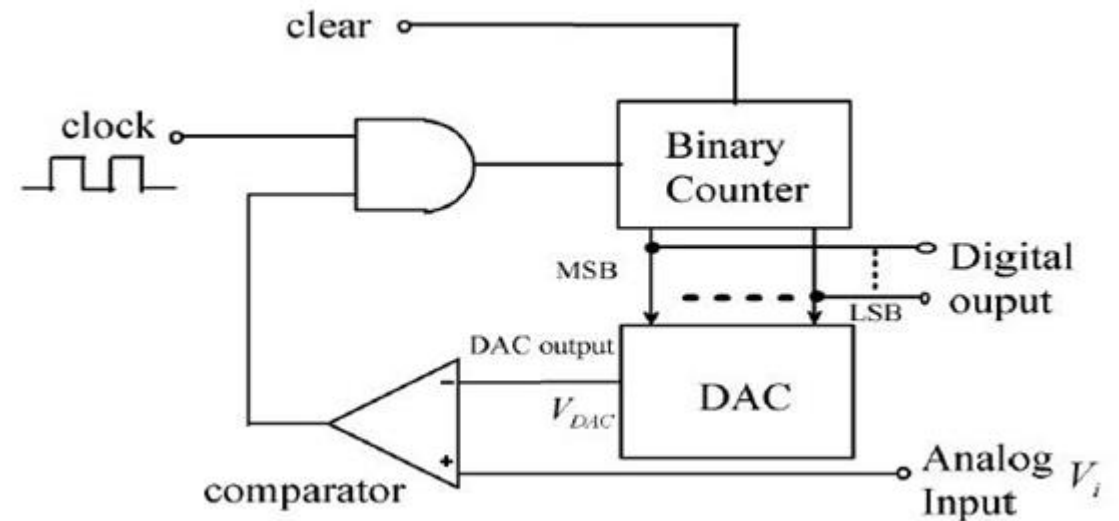 clear
clock
Binary
Counter
MSB
Digital
ouput
LSB
DAC output
V_DAC
DAC
-
+
comparator
Analog
Input V_i